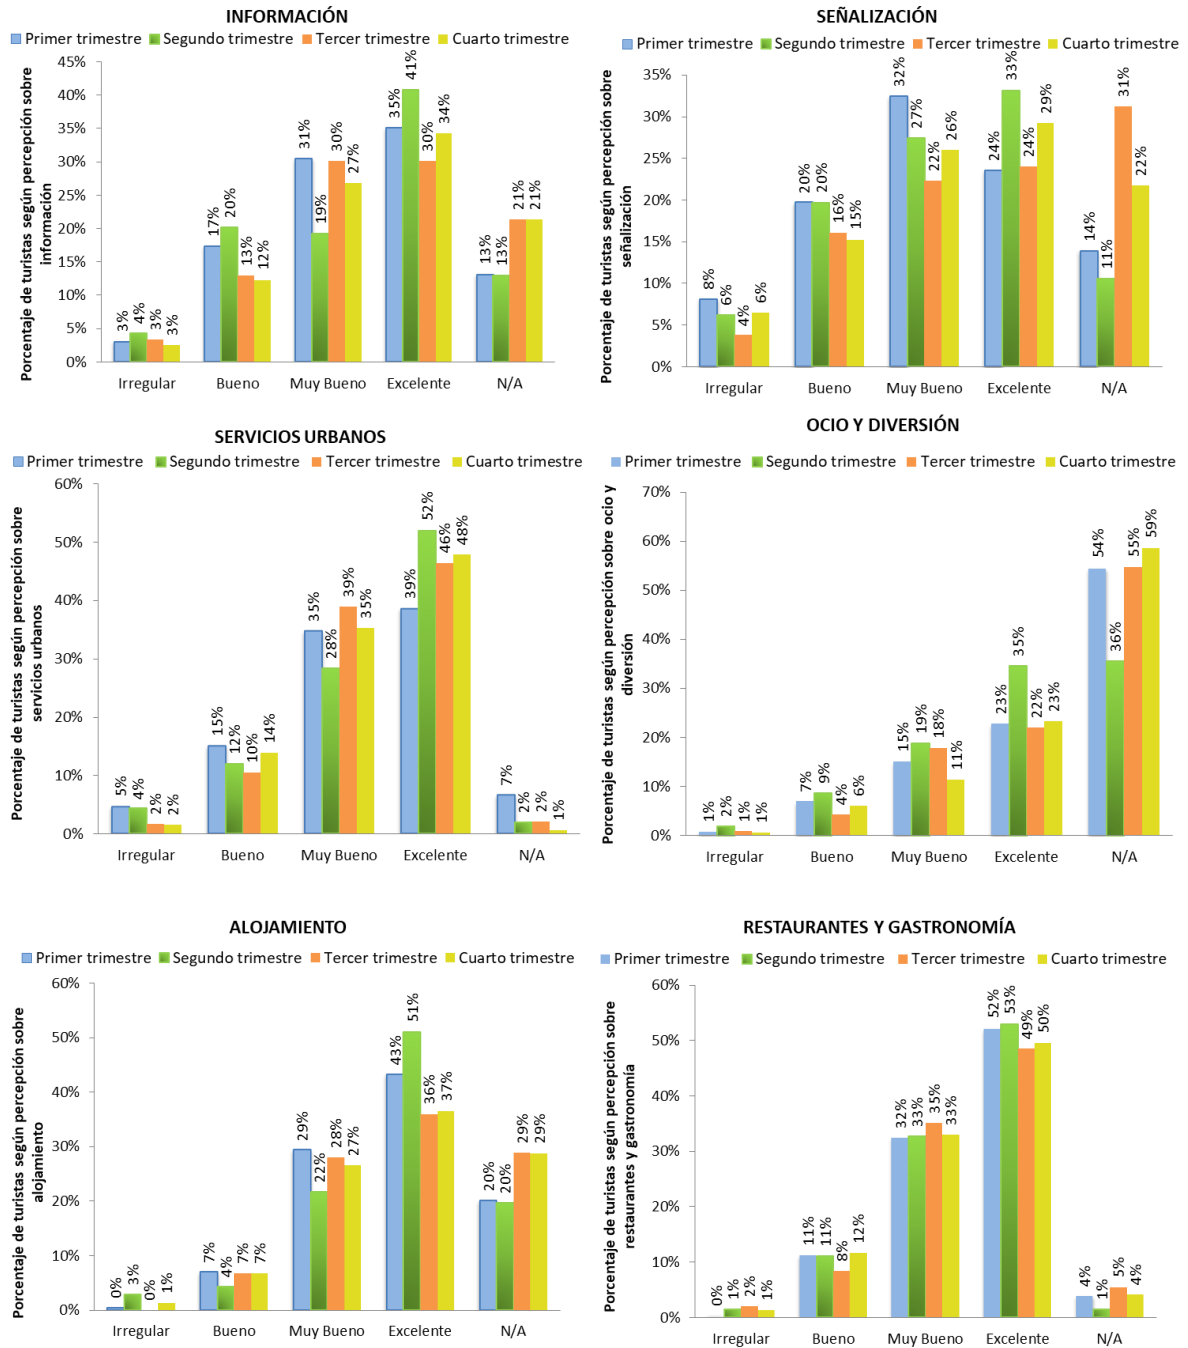 INFORMACIÓN
Primer trimestre Segundo trimestre Tercer trimestre Cuarto trimestre
Porcentaje de turistas según percepción sobre
información
45%
40%
35%
30%
25%
20%
15%
10%
5%
0%
3% 4% 3% 3%
17% 20% 13% 12%
31% 19% 30% 27%
35% 41% 30% 34%
13% 13% 21% 21%
Irregular Bueno Muy Bueno Excelente N/A
SEÑALIZACIÓN
Primer trimestre Segundo trimestre Tercer trimestre Cuarto trimestre
Porcentaje de turistas según percepción sobre
señalización
35%
30%
25%
20%
15%
10%
5%
0%
8% 6% 4% 6%
20% 20% 16% 15%
32% 27% 22% 26%
24% 33% 24% 29%
14% 11% 31% 22%
Irregular Bueno Muy Bueno Excelente N/A
SERVICIOS URBANOS
Primer trimestre Segundo trimestre Tercer trimestre Cuarto trimestre
Porcentaje de turistas según percepción sobre
servicios urbanos
60%
50%
40%
30%
20%
10%
0%
5% 4% 2% 2%
15% 12% 10% 14%
35% 28% 39% 35%
39% 52% 46% 48%
7% 2% 2% 1%
Irregular Bueno Muy Bueno Excelente N/A
OCIO Y DIVERSIÓN
Primer trimestre Segundo trimestre Tercer trimestre Cuarto trimestre
Porcentaje de turistas según percepción sobre ocio y
diversión
70%
60%
50%
40%
30%
20%
10%
0%
1% 2% 1% 1%
7% 9% 4% 6%
15% 19% 18% 11%
23% 35% 22% 23%
54% 36% 55% 59%
Irregular Bueno Muy Bueno Excelente N/A
ALOJAMIENTO
Primer trimestre Segundo trimestre Tercer trimestre Cuarto trimestre
Porcentaje de turistas según percepción sobre
alojamiento
60%
50%
40%
30%
20%
10%
0%
0% 3% 0% 1%
7% 4% 7% 7%
29% 22% 28% 27%
43% 51% 36% 37%
20% 20% 29% 29%
Irregular Bueno Muy Bueno Excelente N/A
RESTAURANTES Y GASTRONOMÍA
Primer trimestre Segundo trimestre Tercer trimestre Cuarto trimestre
Porcentaje de turistas según percepción sobre
restaurantes y gastronomía
60%
50%
40%
30%
20%
10%
0%
0% 1% 2% 1%
11% 11% 8% 12%
32% 33% 35% 33%
52% 53% 49% 50%
4% 1% 5% 4%
Irregular Bueno Muy Bueno Excelente N/A